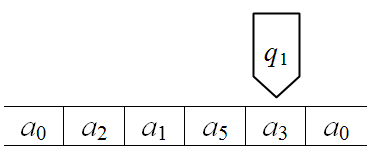 q₁
a₀ a₂ a₁ a₅ a₃ a₀